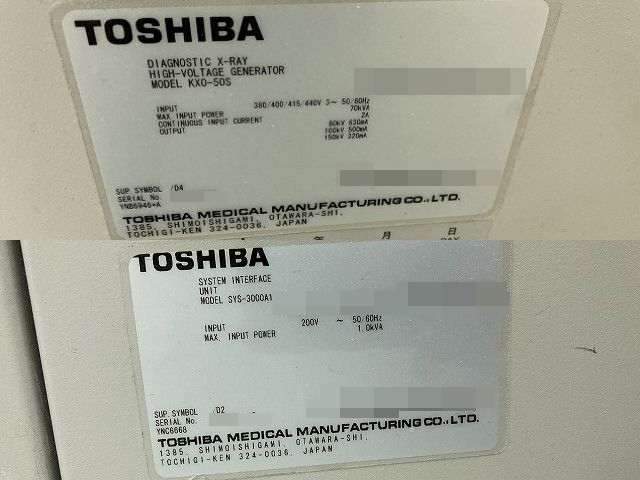 TOSHIBA
DIAGNOSTIC X-RAY
HIGH-VOLTAGE GENERATOR
MODEL KXO-50S
INPUT 380/400/415/440V 3～ 50/60Hz
MAX INPUT POWER 70kVA
CONTINUOUS INPUT CURRENT 2A
OUTPUT 80kV 630mA
100kV 500mA
150kV 320mA
SUP. SYMBOL /D4
SERIAL No.
YNB6946*A
TOSHIBA MEDICAL MANUFACTURING CO., LTD.
1385, SHIMOISHIGAMI, OTAWARA-SHI,
TOCHIGI-KEN 324-0036, JAPAN
年 月 日
TOSHIBA
SYSTEM INTERFACE
UNIT
MODEL SYS-3000A1
INPUT 200V ～ 50/60Hz
MAX. INPUT POWER 1.0kVA
SUP. SYMBOL /D2
SERIAL No.
YNC6668
TOSHIBA MEDICAL MANUFACTURING CO., LTD.
1385, SHIMOISHIGAMI, OTAWARA-SHI,
TOCHIGI-KEN 324-0036, JAPAN